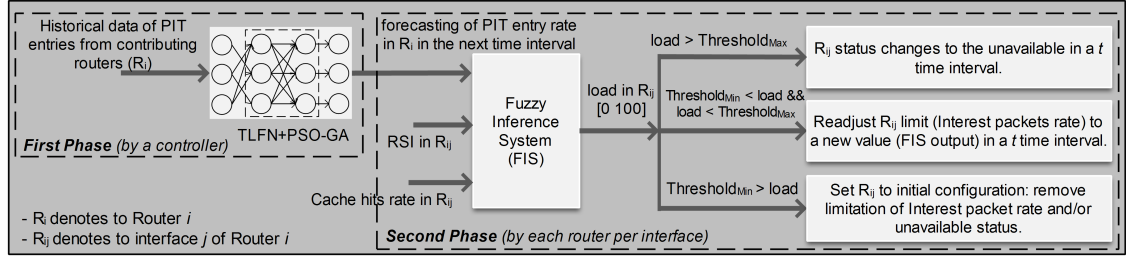 Historical data of PIT
entries from contributing
routers (Ri)
TLFN+PSO-GA
First Phase (by a controller)
- Ri denotes to Router i
- Rij denotes to interface j of Router i
forecasting of PIT entry rate
in Ri in the next time interval
RSI in Rij
Cache hits rate in Rij
Fuzzy
Inference
System
(FIS)
load in Rij
[0 100]
Second Phase (by each router per interface)
load > ThresholdMax
ThresholdMin < load &&
load < ThresholdMax
ThresholdMin > load
Rij status changes to the unavailable in a t
time interval.
Readjust Rij limit (Interest packets rate) to
a new value (FIS output) in a t time interval.
Set Rij to initial configuration: remove
limitation of Interest packet rate and/or
unavailable status.